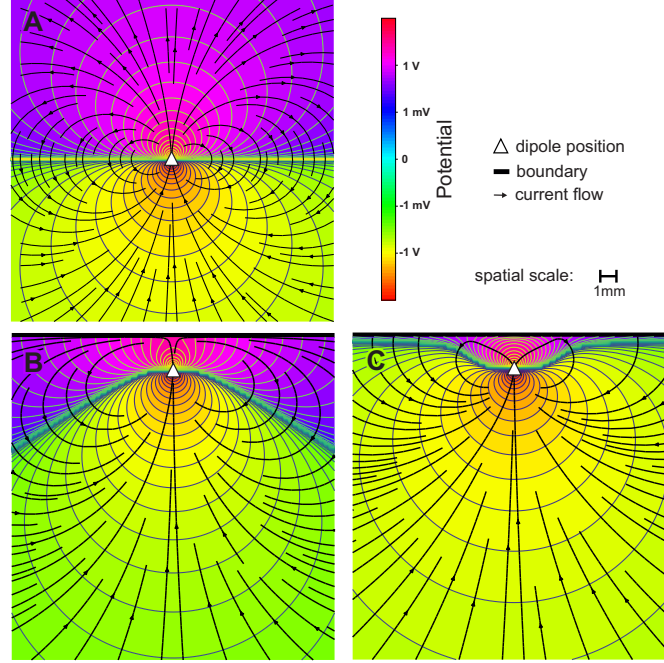 A
1 V
1 mV
0
-1 mV
-1 V
Potential
dipole position
boundary
current flow
spatial scale:
1mm
B
C